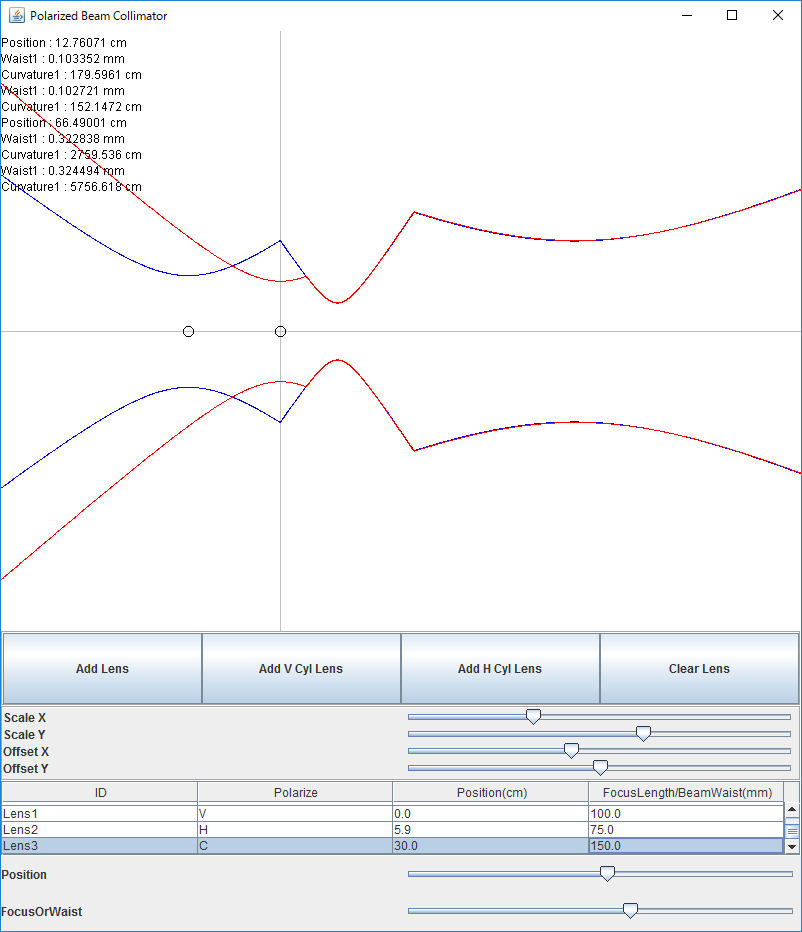 Polarized Beam Collimator
Position : 12.76071 cm
Waist1 : 0.103352 mm
Curvature1 : 179.5961 cm
Waist1 : 0.102721 mm
Curvature1 : 152.1472 cm
Position : 66.49001 cm
Waist1 : 0.322838 mm
Curvature1 : 2759.536 cm
Waist1 : 0.324494 mm
Curvature1 : 5756.618 cm
Add Lens Add V Cyl Lens Add H Cyl Lens Clear Lens
Scale X
Scale Y
Offset X
Offset Y
ID Polarize Position(cm) FocusLength/BeamWaist(mm)
Lens1 V 0.0 100.0
Lens2 H 5.9 75.0
Lens3 C 30.0 150.0
Position
FocusOrWaist